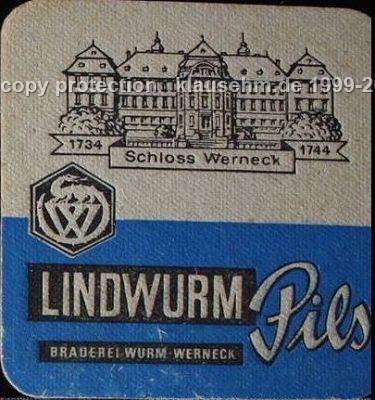 copy protection klausehm.de 1999-2
1734 Schloss Werneck 1744
W
LINDWURM Pils
BRAUEREI WURM·WERNECK